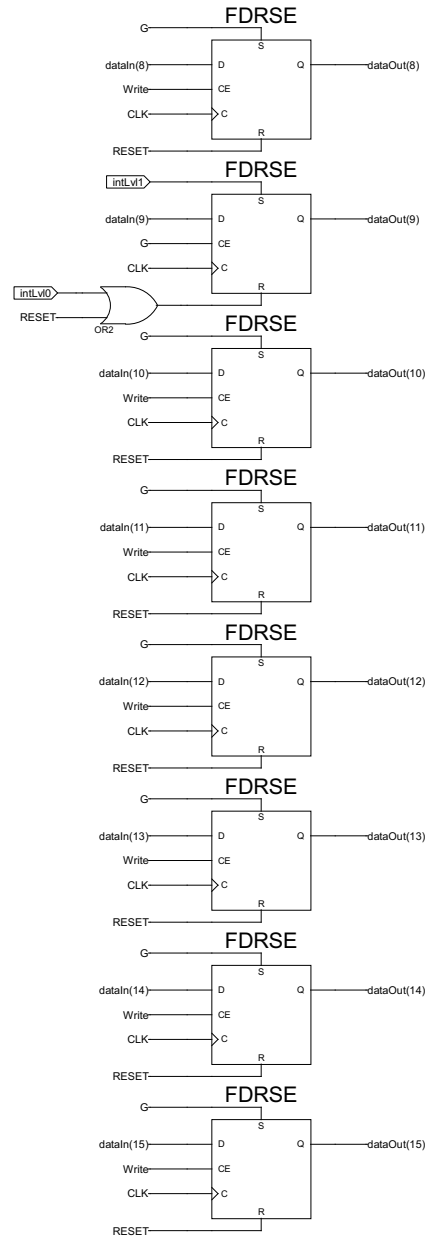 FDRSE
G
S
dataIn(8) D Q dataOut(8)
Write CE
CLK C
R
RESET
FDRSE
intLvl1
S
dataIn(9) D Q dataOut(9)
G CE
CLK C
intLvl0
R
RESET
OR2
FDRSE
G
S
dataIn(10) D Q dataOut(10)
Write CE
CLK C
R
RESET
FDRSE
G
S
dataIn(11) D Q dataOut(11)
Write CE
CLK C
R
RESET
FDRSE
G
S
dataIn(12) D Q dataOut(12)
Write CE
CLK C
R
RESET
FDRSE
G
S
dataIn(13) D Q dataOut(13)
Write CE
CLK C
R
RESET
FDRSE
G
S
dataIn(14) D Q dataOut(14)
Write CE
CLK C
R
RESET
FDRSE
G
S
dataIn(15) D Q dataOut(15)
Write CE
CLK C
R
RESET